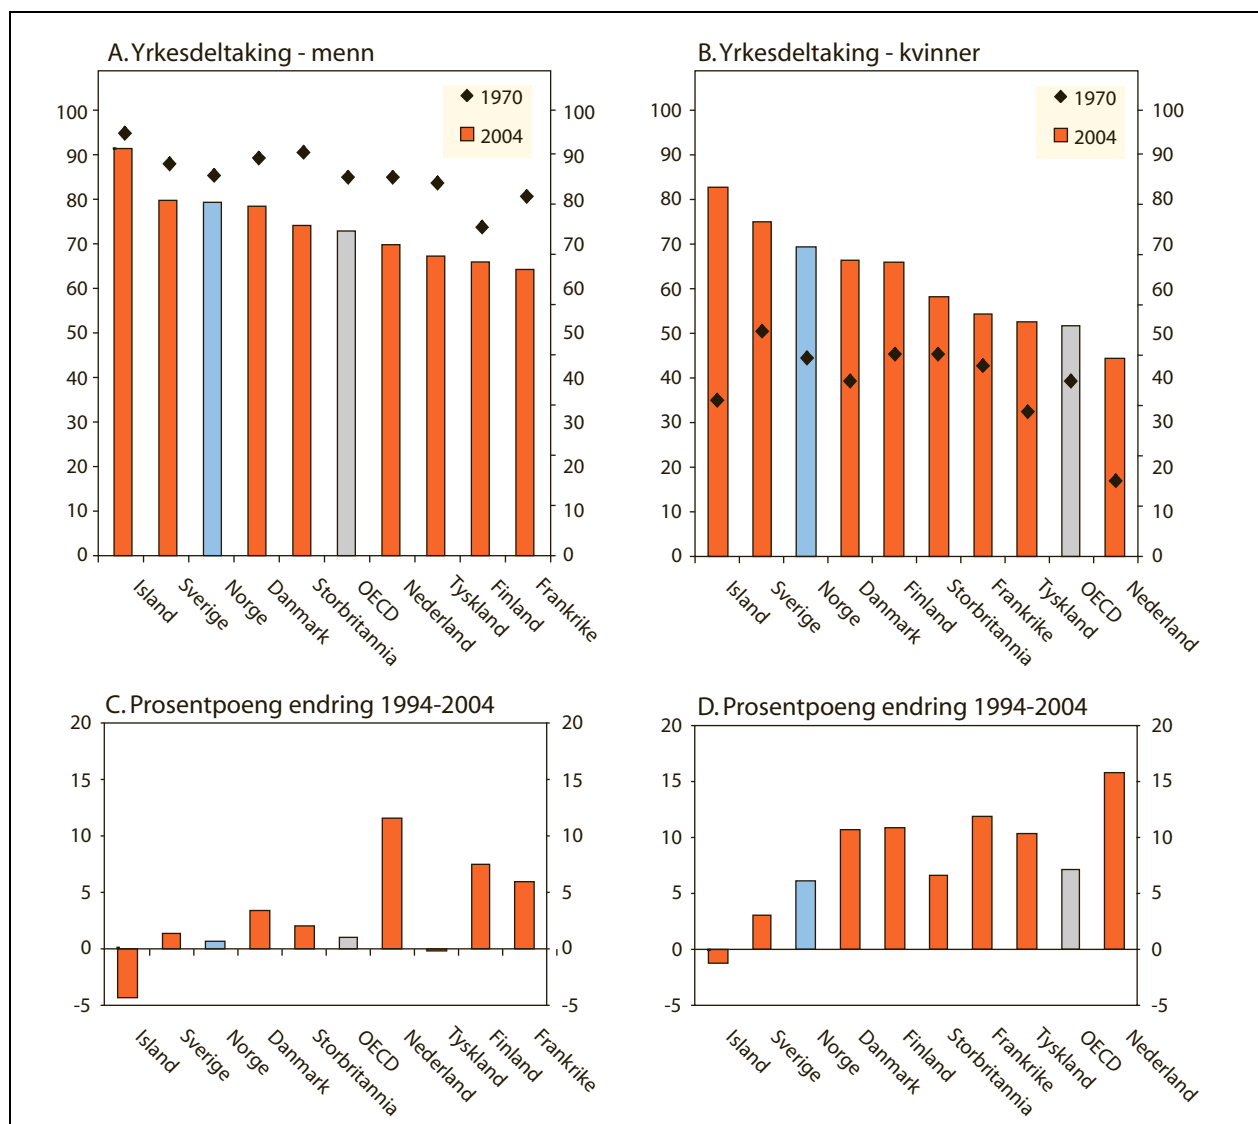 A. Yrkesdeltaking - menn
100
90
80
70
60
50
40
30
20
10
0
1970
2004
100
90
80
70
60
50
40
30
20
10
0
Island
Sverige
Norge
Danmark
Storbritannia
OECD
Nederland
Tyskland
Finland
Frankrike
B. Yrkesdeltaking - kvinner
100
90
80
70
60
50
40
30
20
10
0
1970
2004
100
90
80
70
60
50
40
30
20
10
0
Island
Sverige
Norge
Danmark
Finland
Storbritannia
Frankrike
Tyskland
OECD
Nederland
C. Prosentpoeng endring 1994-2004
20
15
10
5
0
-5
20
15
10
5
0
-5
Island
Sverige
Norge
Danmark
Storbritannia
OECD
Nederland
Tyskland
Finland
Frankrike
D. Prosentpoeng endring 1994-2004
20
15
10
5
0
-5
20
15
10
5
0
-5
Island
Sverige
Norge
Danmark
Finland
Storbritannia
Frankrike
Tyskland
OECD
Nederland